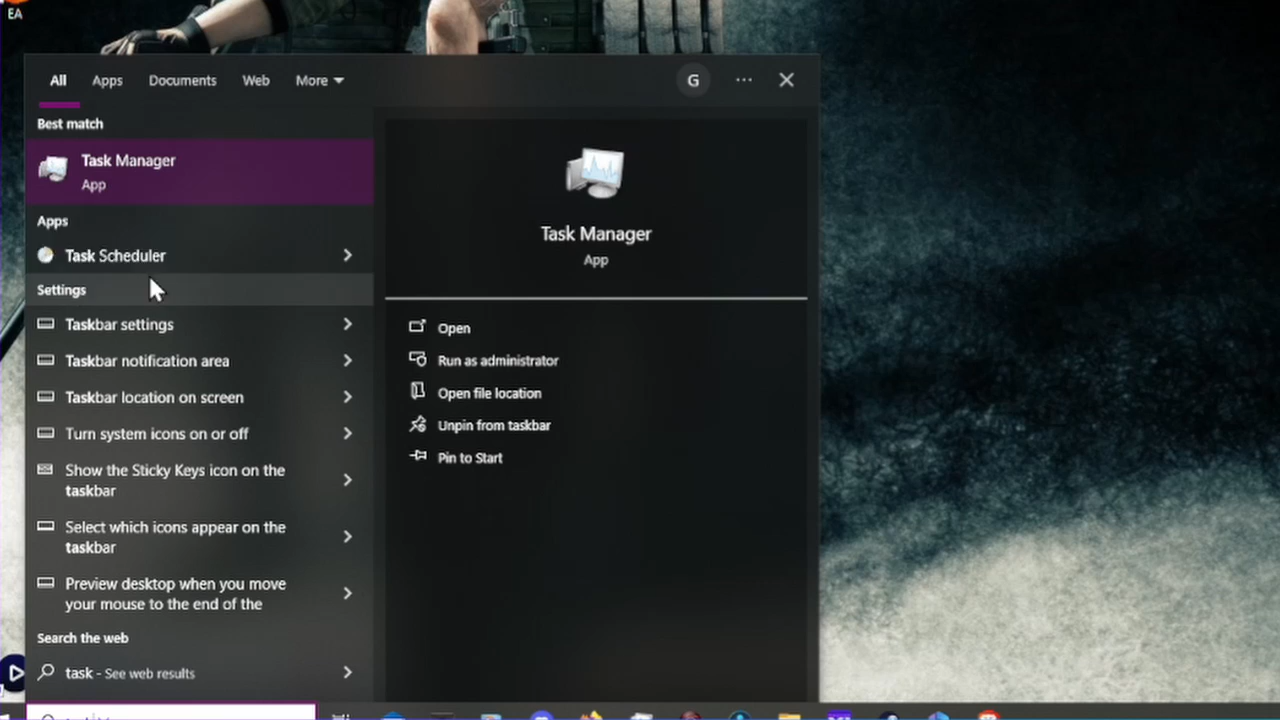 EA
All Apps Documents Web More G ... ×
Best match
Task Manager
App
Apps
Task Scheduler
Settings
Taskbar settings
Taskbar notification area
Taskbar location on screen
Turn system icons on or off
Show the Sticky Keys icon on the
taskbar
Select which icons appear on the
taskbar
Preview desktop when you move
your mouse to the end of the
Search the web
task - See web results
Task Manager
App
Open
Run as administrator
Open file location
Unpin from taskbar
Pin to Start